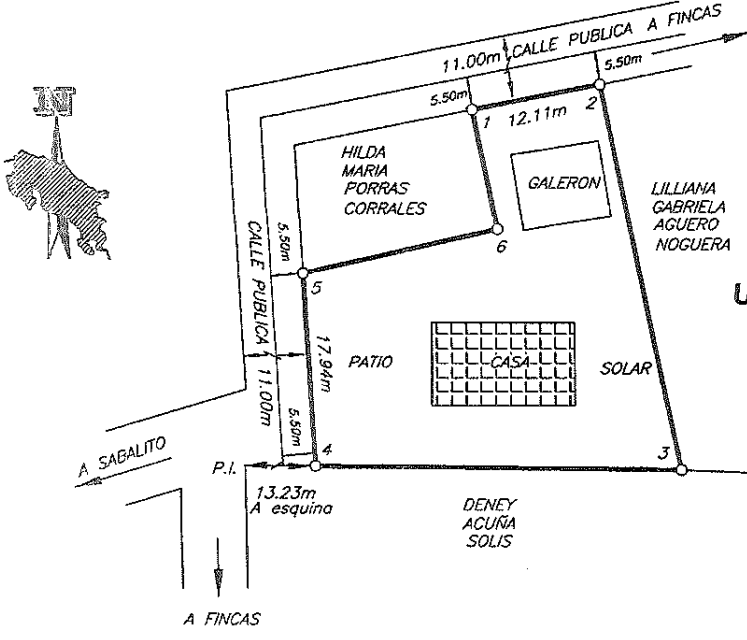 CALLE PUBLICA A FINCAS
11.00m
5.50m
5.50m
N
1
12.11m
2
HILDA
MARIA
PORRAS
CORRALES
GALERON
LILLIANA
GABRIELA
AGUERO
NOGUERA
6
5.50m
CALLE PUBLICA
5
17.94m
PATIO
CASA
SOLAR
11.00m
5.50m
A SABALITO
P.I.
4
3
13.23m
A esquina
DENEY
ACUÑA
SOLIS
A FINCAS